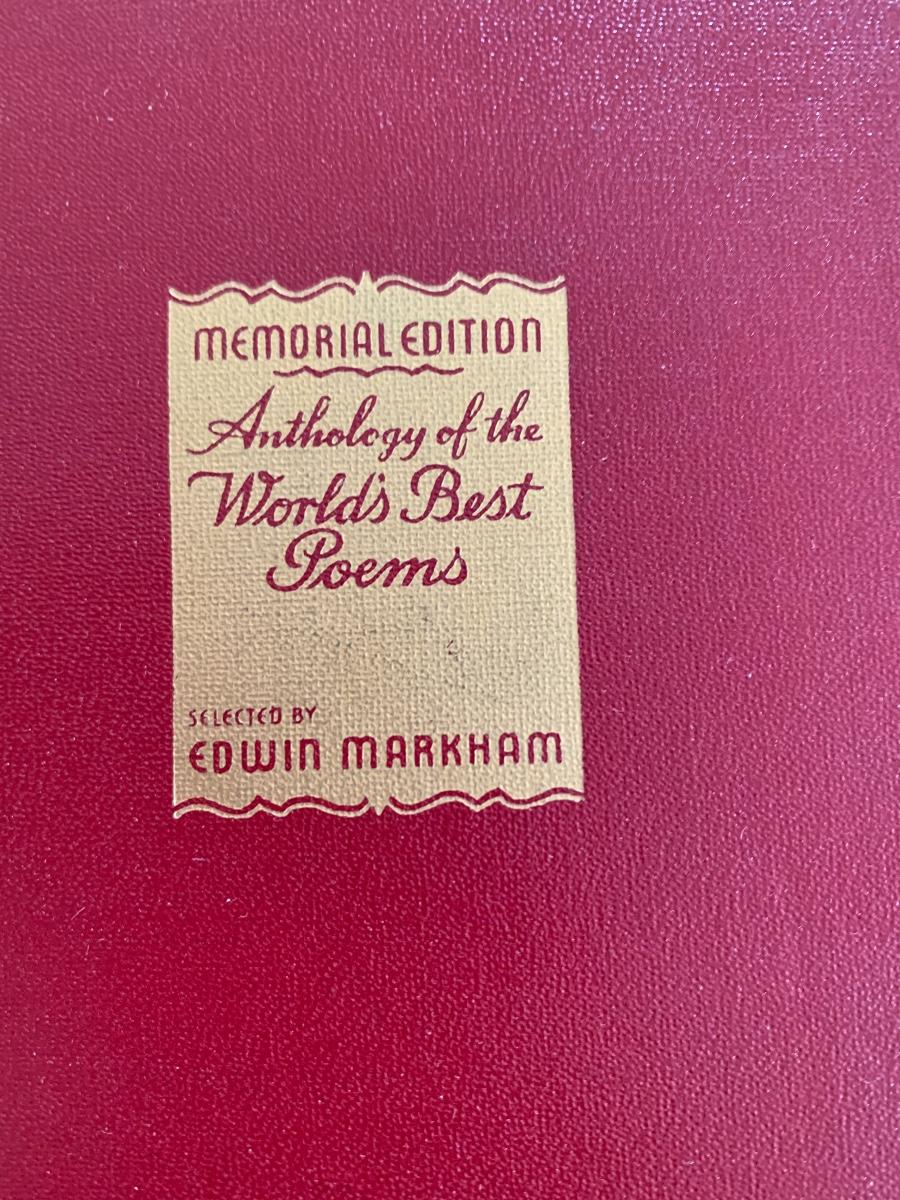 MEMORIAL EDITION
Anthology of the
World's Best
Poems
SELECTED BY
EDWIN MARKHAM